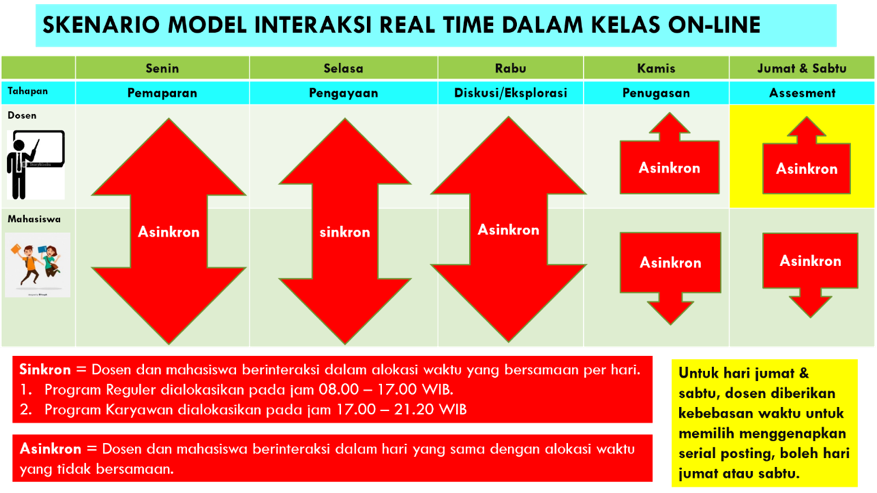 SKENARIO MODEL INTERAKSI REAL TIME DALAM KELAS ON-LINE
Senin Selasa Rabu Kamis Jumat & Sabtu
Tahapan Pemaparan Pengayaan Diskusi/Eksplorasi Penugasan Assesment
Dosen
Asinkron Asinkron
Mahasiswa
Asinkron sinkron Asinkron
Asinkron Asinkron
Sinkron = Dosen dan mahasiswa berinteraksi dalam alokasi waktu yang bersamaan per hari.
1. Program Reguler dialokasikan pada jam 08.00 – 17.00 WIB.
2. Program Karyawan dialokasikan pada jam 17.00 – 21.20 WIB
Asinkron = Dosen dan mahasiswa berinteraksi dalam hari yang sama dengan alokasi waktu
yang tidak bersamaan.
Untuk hari jumat &
sabtu, dosen diberikan
kebebasan waktu untuk
memilih menggenapkan
serial posting, boleh hari
jumat atau sabtu.